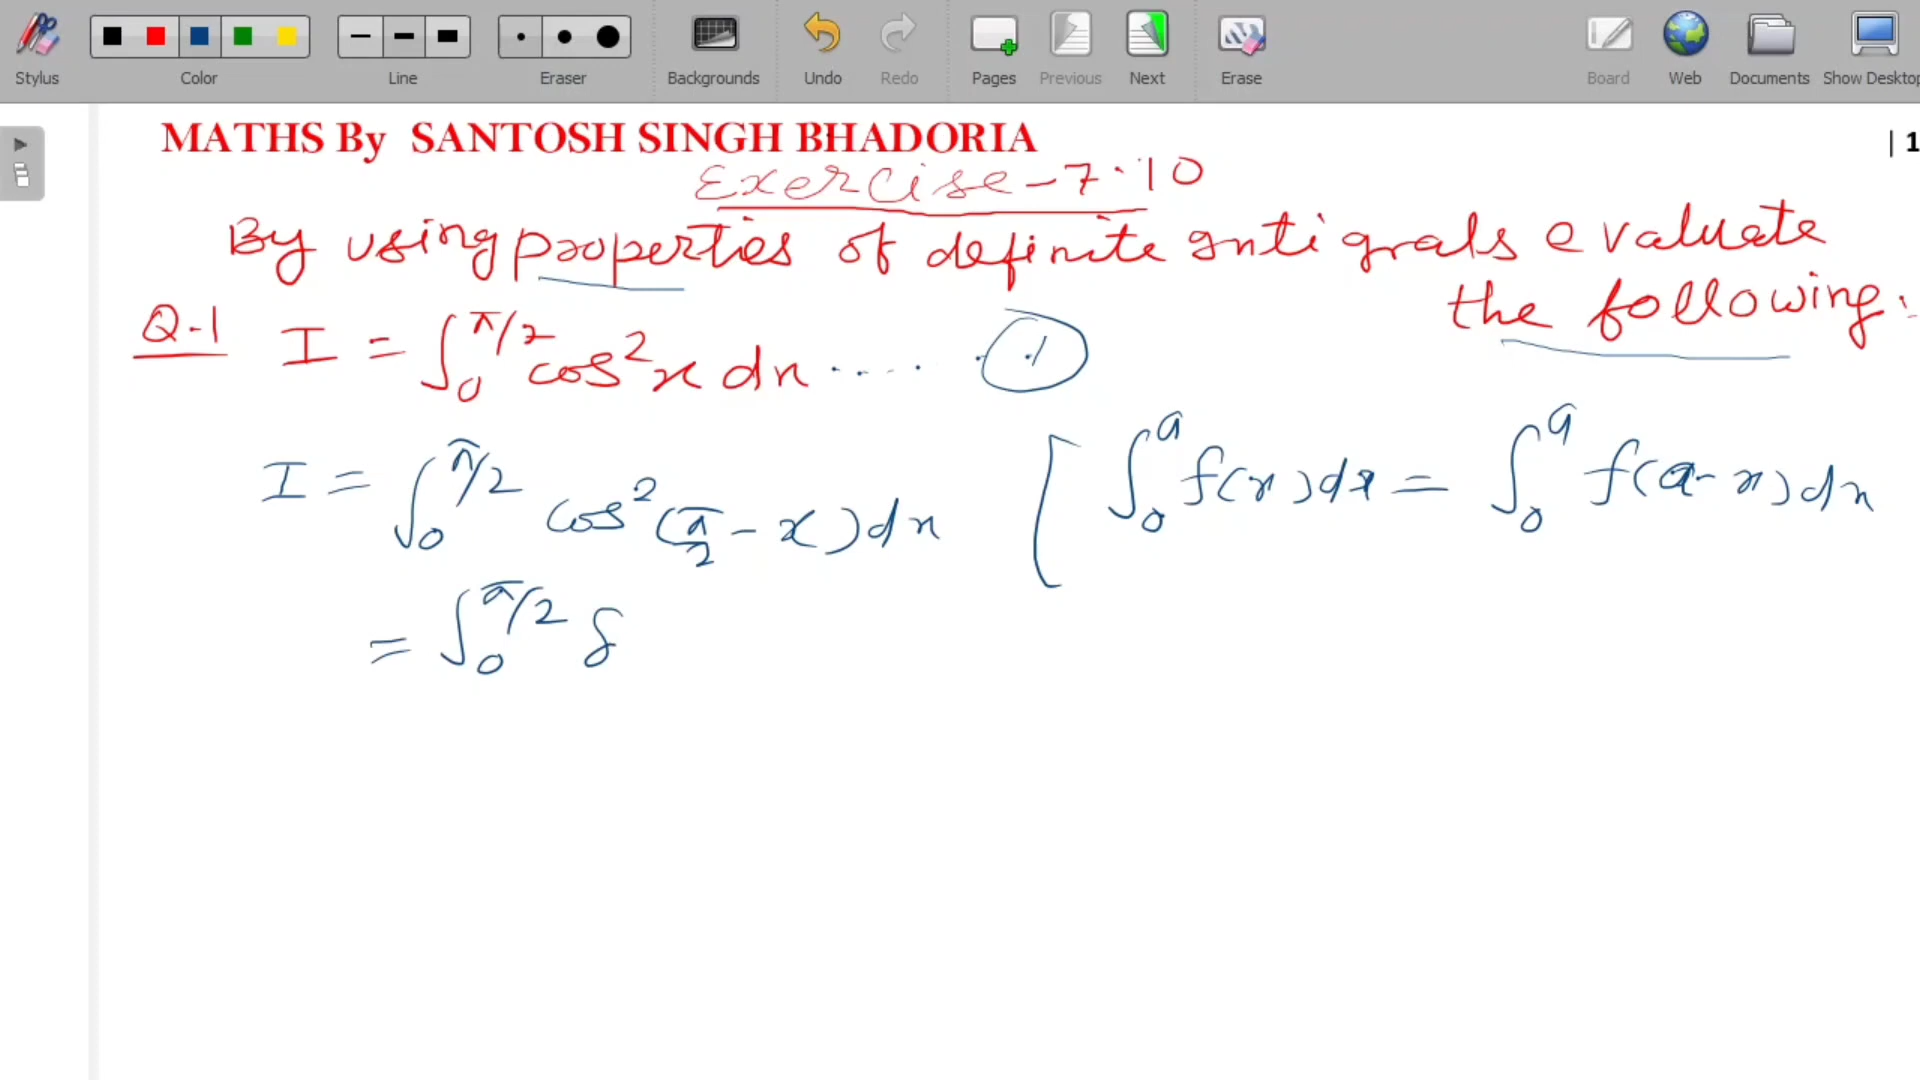 Stylus Color Line Eraser Backgrounds Undo Redo Pages Previous Next Erase Board Web Documents Show Desktop
MATHS By SANTOSH SINGH BHADORIA | 1
Exercise-7.10
By using properties of definite intigrals evaluate
the following:
Q-1 I = ∫₀^π/2 cos²x dx ..... (1)
I = ∫₀^π/2 cos²(π/2 - x)dx [ ∫₀^a f(x)dx = ∫₀^a f(a-x)dx
= ∫₀^π/2 s